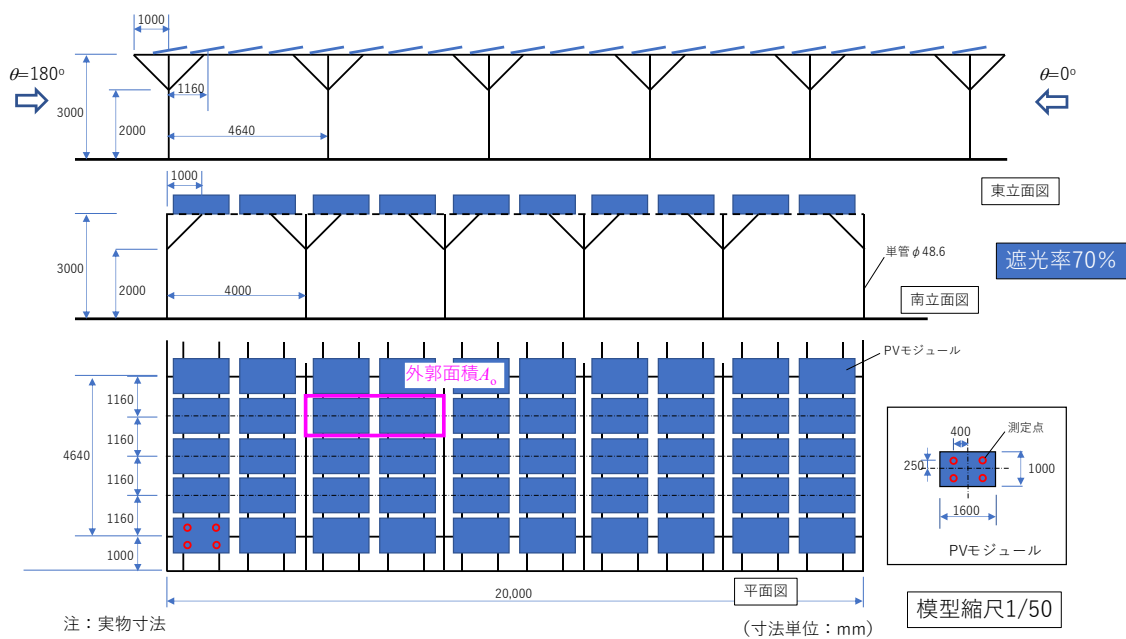 1000
θ=180°
θ=0°
1160
3000
2000
4640
東立面図
1000
単管φ48.6
遮光率70%
3000
2000
4000
南立面図
PVモジュール
外郭面積Ao
1160
1160
4640
1160
1160
1000
400
測定点
250
1000
1600
PVモジュール
20,000
平面図
模型縮尺1/50
注：実物寸法
（寸法単位：mm）